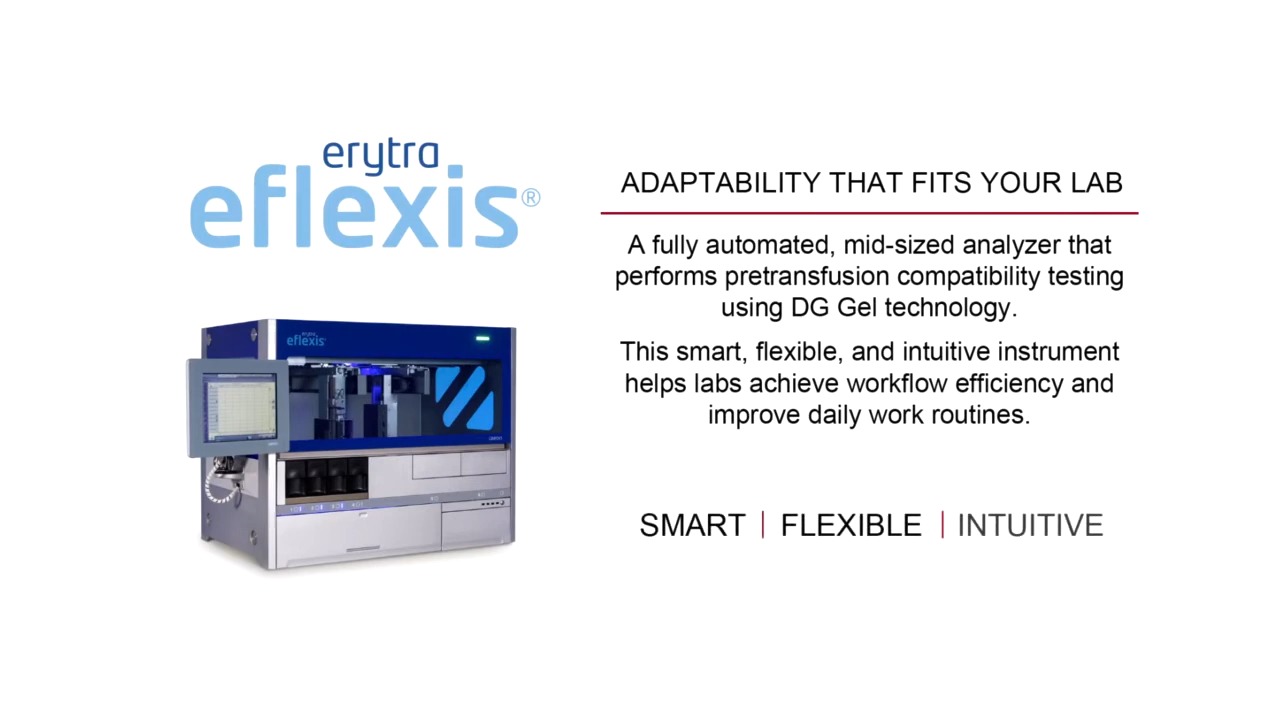 erytra
eflexis®
ADAPTABILITY THAT FITS YOUR LAB
A fully automated, mid-sized analyzer that
performs pretransfusion compatibility testing
using DG Gel technology.
This smart, flexible, and intuitive instrument
helps labs achieve workflow efficiency and
improve daily work routines.
erytra
eflexis
SMART | FLEXIBLE | INTUITIVE